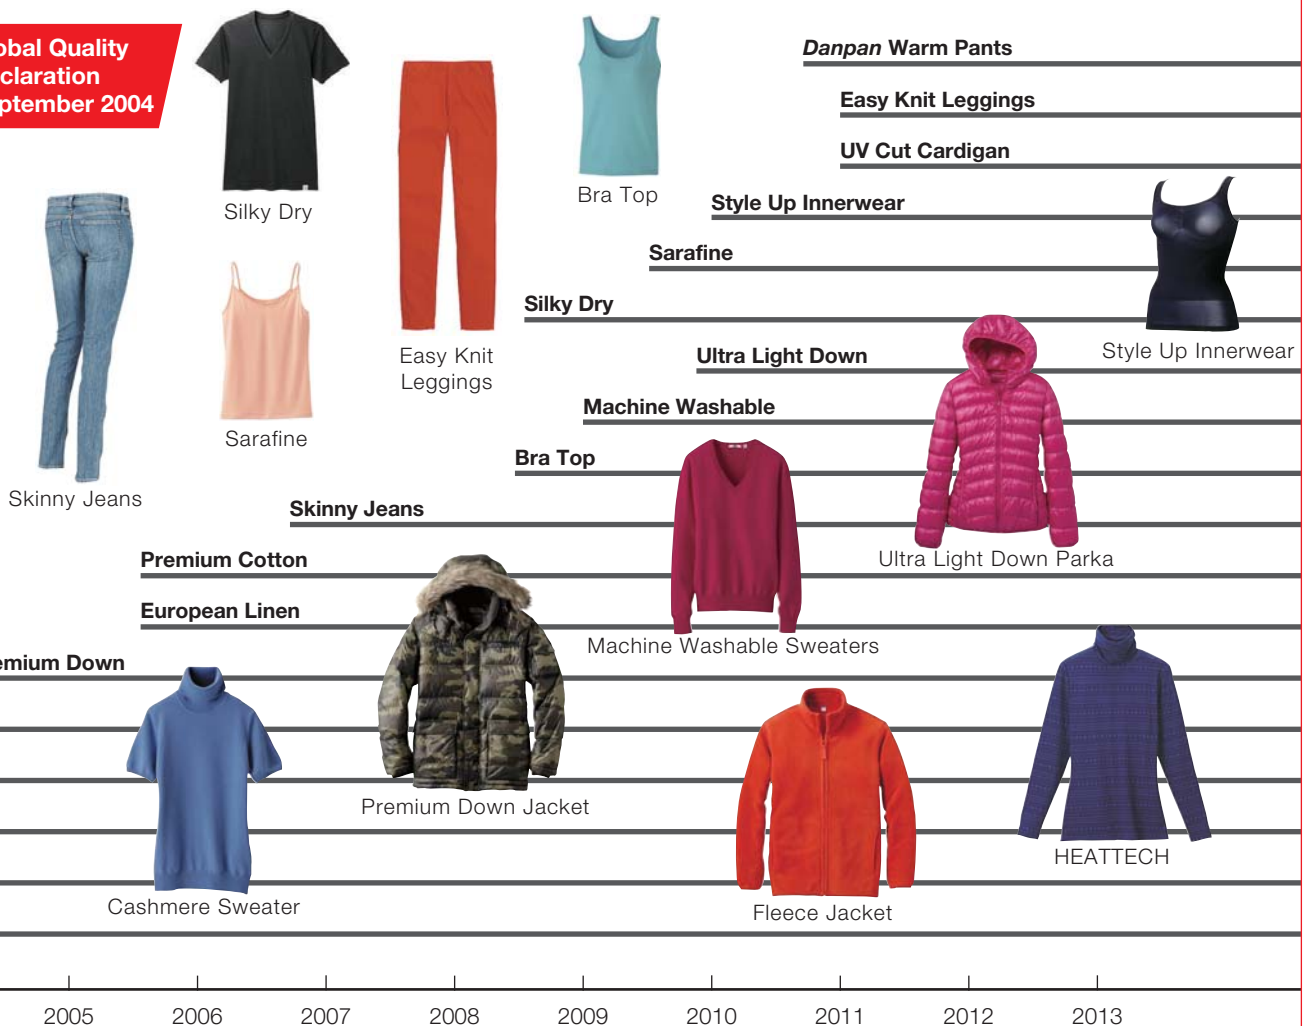 obal Quality
claration
ptember 2004
Silky Dry
Sarafine
Skinny Jeans
Easy Knit
Leggings
Bra Top
Danpan Warm Pants
Easy Knit Leggings
UV Cut Cardigan
Style Up Innerwear
Sarafine
Silky Dry
Style Up Innerwear
Ultra Light Down
Machine Washable
Bra Top
Skinny Jeans
Ultra Light Down Parka
Premium Cotton
European Linen
Machine Washable Sweaters
emium Down
Premium Down Jacket
HEATTECH
Cashmere Sweater
Fleece Jacket
2005 2006 2007 2008 2009 2010 2011 2012 2013